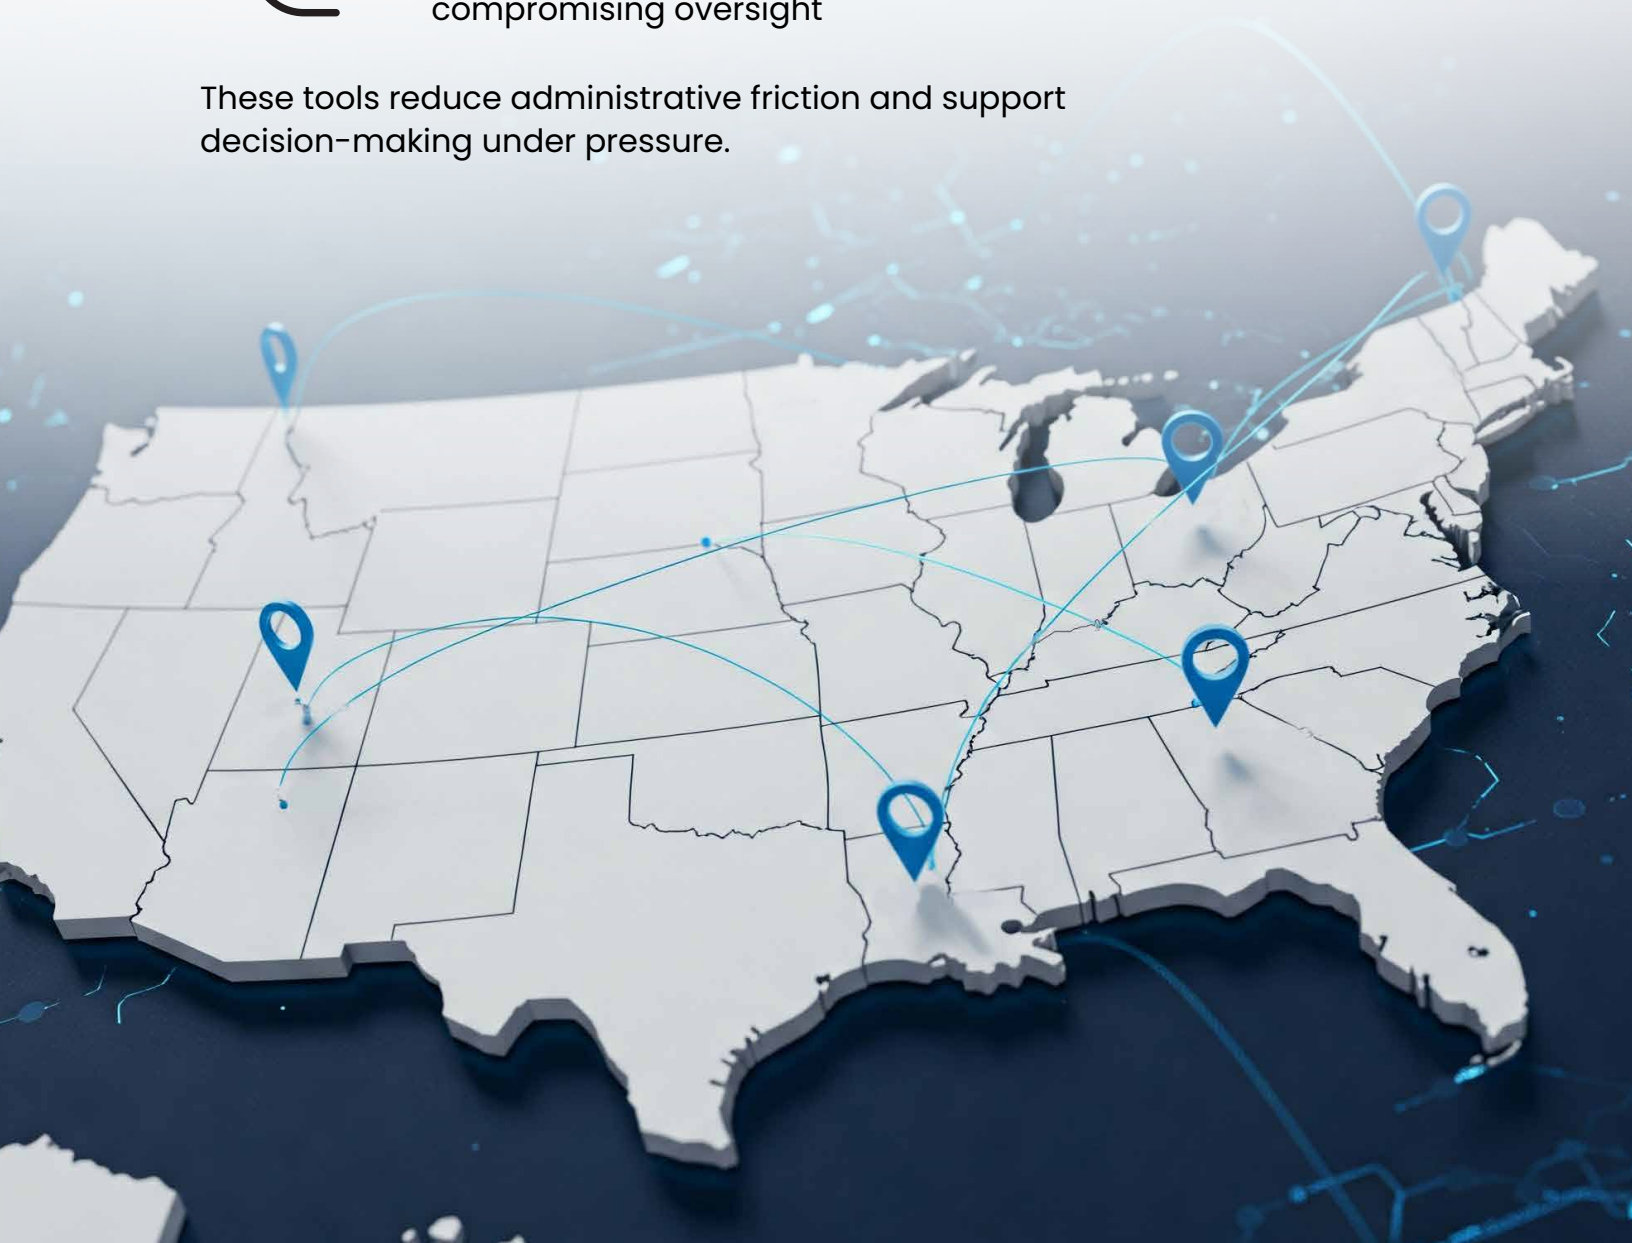 compromising oversight
These tools reduce administrative friction and support
decision-making under pressure.